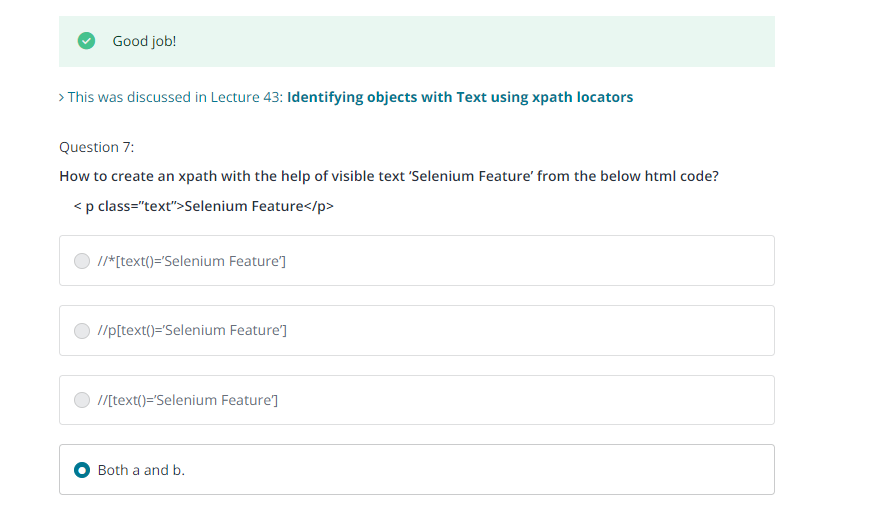 Good job!
> This was discussed in Lecture 43: Identifying objects with Text using xpath locators
Question 7:
How to create an xpath with the help of visible text ‘Selenium Feature’ from the below html code?
< p class=”text”>Selenium Feature</p>
//*[text()=’Selenium Feature’]
//p[text()=’Selenium Feature’]
//[text()=’Selenium Feature’]
Both a and b.